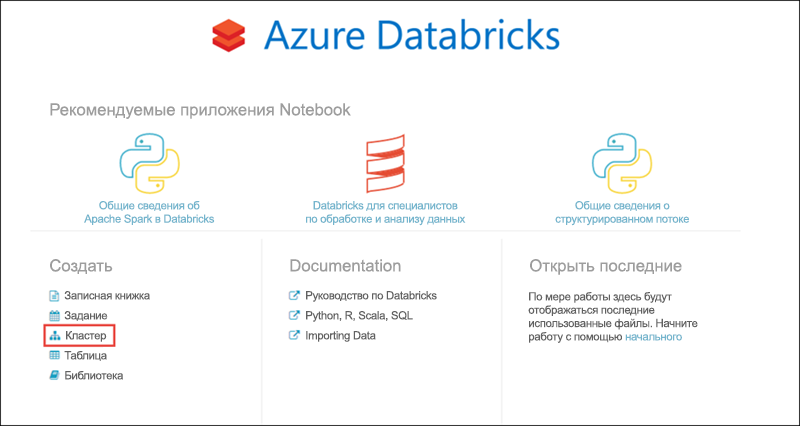 Azure Databricks
Рекомендуемые приложения Notebook
Общие сведения об
Apache Spark в Databricks
Databricks для специалистов
по обработке и анализу данных
Общие сведения о
структурированном потоке
Создать
Записная книжка
Задание
Кластер
Таблица
Библиотека
Documentation
Руководство по Databricks
Python, R, Scala, SQL
Importing Data
Открыть последние
По мере работы здесь будут
отображаться последние
использованные файлы. Начните
работу с помощью начального